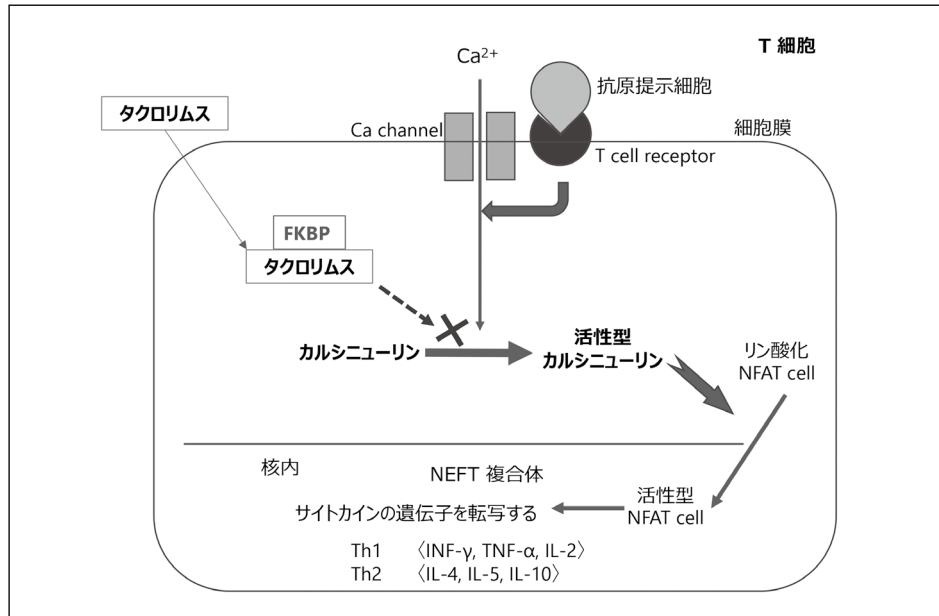 T 細胞
Ca²⁺
抗原提示細胞
タクロリムス
Ca channel
細胞膜
T cell receptor
FKBP
タクロリムス
カルシニューリン
活性型
カルシニューリン
リン酸化
NFAT cell
核内
NEFT 複合体
活性型
NFAT cell
サイトカインの遺伝子を転写する
Th1 〈INF-γ, TNF-α, IL-2〉
Th2 〈IL-4, IL-5, IL-10〉